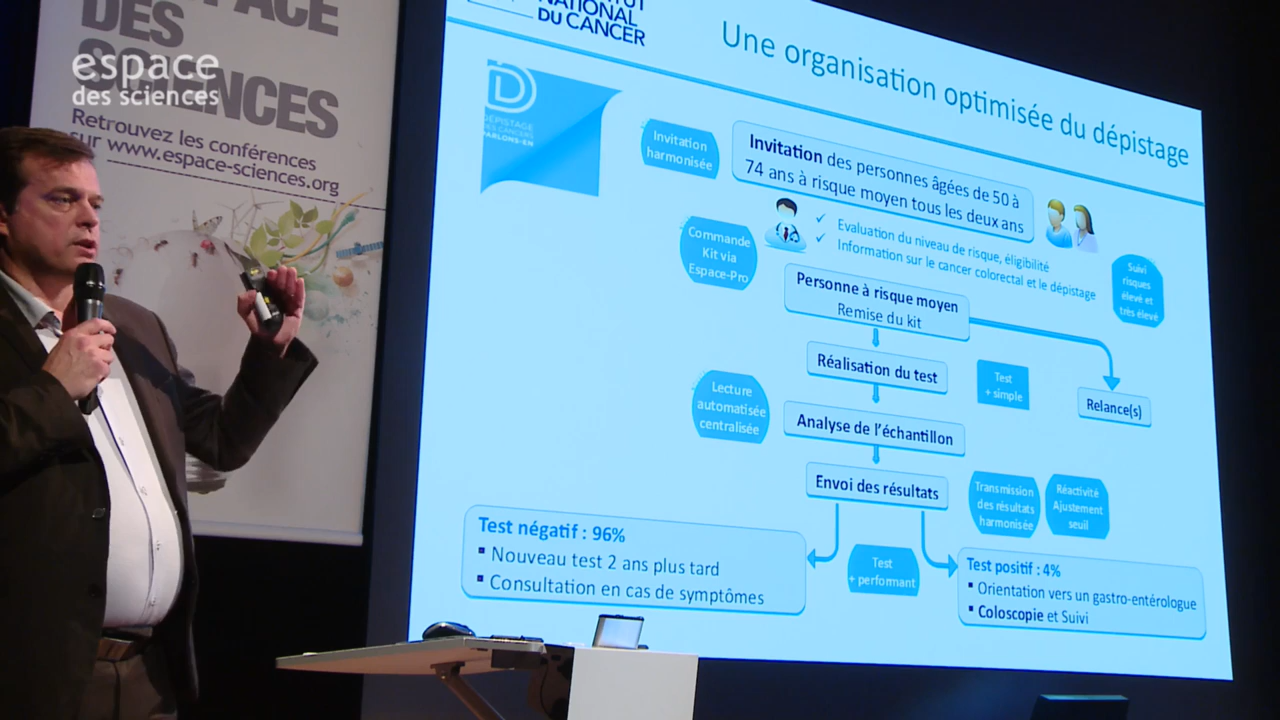 DES
SCIENCES
espace
des sciences
Retrouvez les conférences
sur www.espace-sciences.org
NATIONAL
DU CANCER
Une organisation optimisée du dépistage
DÉPISTAGE
DES CANCERS
PARLONS-EN
Invitation
harmonisée
Invitation des personnes âgées de 50 à
74 ans à risque moyen tous les deux ans
Commande
Kit via
Espace-Pro
✓ Evaluation du niveau de risque, éligibilité
✓ Information sur le cancer colorectal et le dépistage
Suivi
risques
élevé et
très élevé
Personne à risque moyen
Remise du kit
Réalisation du test
Test
+ simple
Relance(s)
Lecture
automatisée
centralisée
Analyse de l'échantillon
Envoi des résultats
Transmission
des résultats
harmonisée
Réactivité
Ajustement
seuil
Test négatif : 96%
▪ Nouveau test 2 ans plus tard
▪ Consultation en cas de symptômes
Test
+ performant
Test positif : 4%
▪ Orientation vers un gastro-entérologue
▪ Coloscopie et Suivi